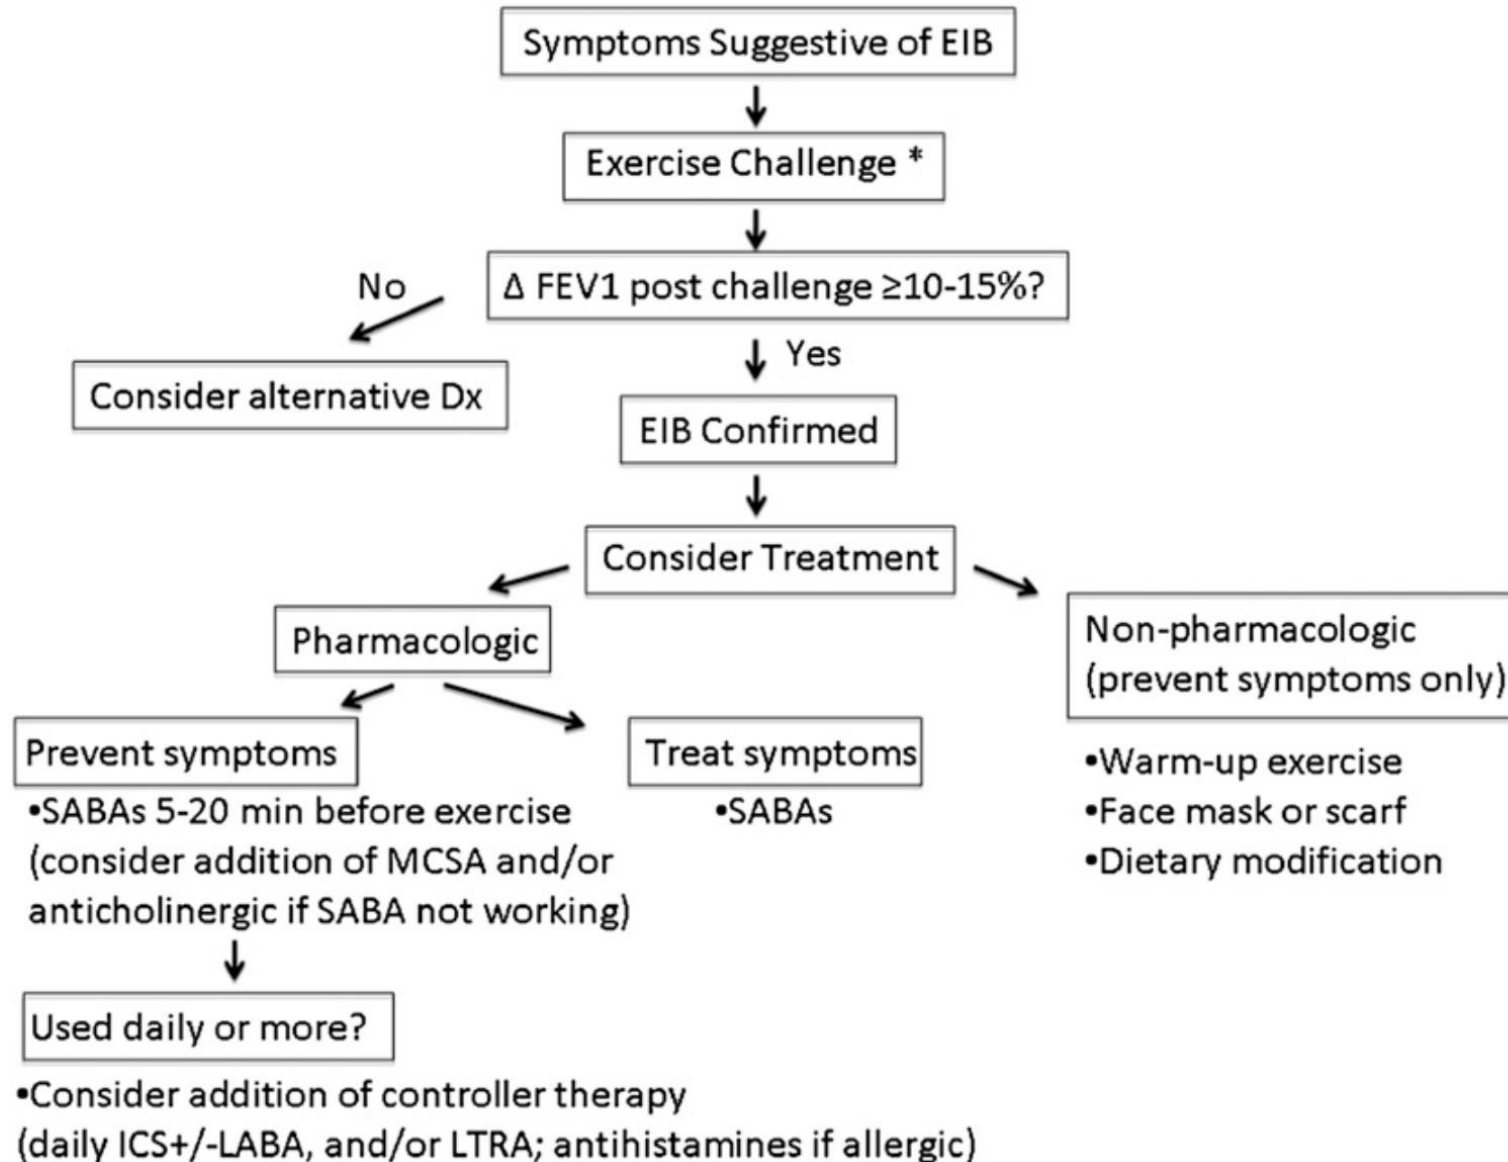 Symptoms Suggestive of EIB
Exercise Challenge *
Δ FEV1 post challenge ≥10-15%?
No
Yes
Consider alternative Dx
EIB Confirmed
Consider Treatment
Pharmacologic
Non-pharmacologic
(prevent symptoms only)
Prevent symptoms
Treat symptoms
•SABAs 5-20 min before exercise
(consider addition of MCSA and/or
anticholinergic if SABA not working)
•SABAs
•Warm-up exercise
•Face mask or scarf
•Dietary modification
Used daily or more?
•Consider addition of controller therapy
(daily ICS+/-LABA, and/or LTRA; antihistamines if allergic)